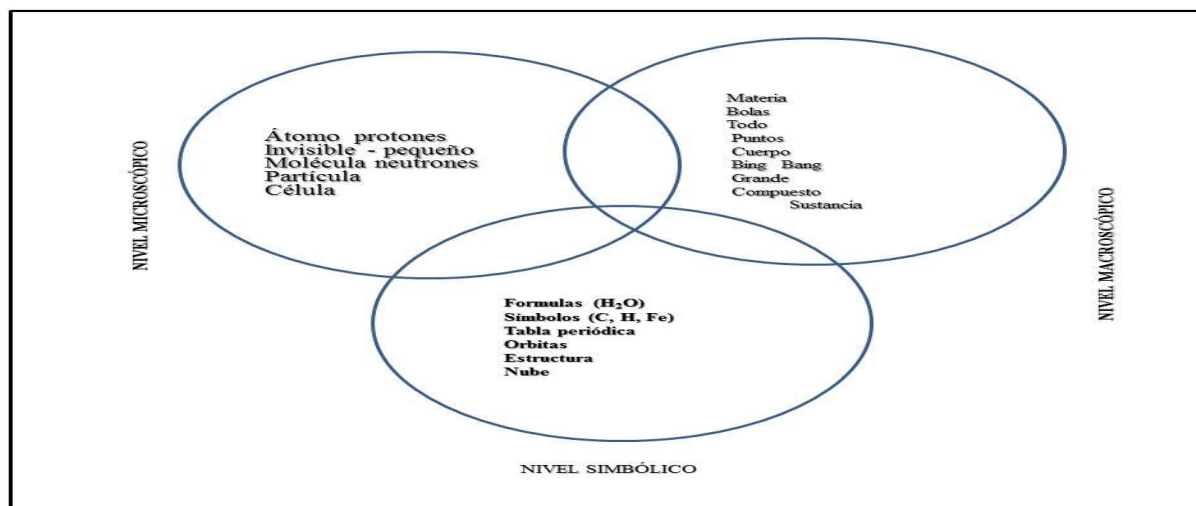 NIVEL MICROSCÓPICO
Átomo protones
Invisible - pequeño
Molécula neutrones
Partícula
Célula
Materia
Bolas
Todo
Puntos
Cuerpo
Bing Bang
Grande
Compuesto
Sustancia
NIVEL MACROSCÓPICO
Formulas (H₂O)
Símbolos (C, H, Fe)
Tabla periódica
Orbitas
Estructura
Nube
NIVEL SIMBÓLICO